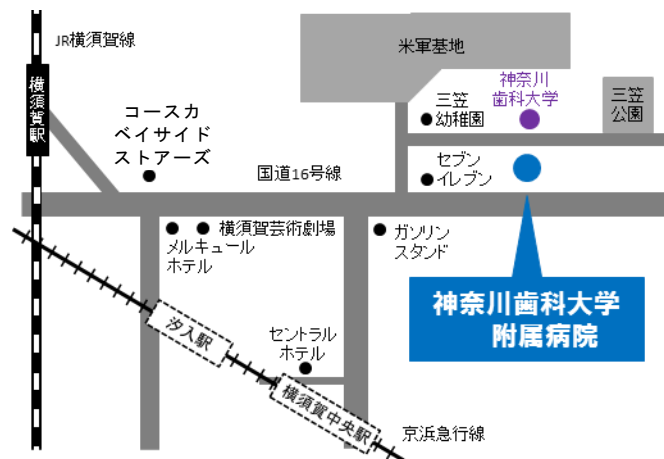 JR横須賀線
横須賀駅
米軍基地
神奈川
歯科大学
三笠
公園
三笠
幼稚園
コースカ
ベイサイド
ストアーズ
国道16号線
セブン
イレブン
横須賀芸術劇場
メルキュール
ホテル
ガソリン
スタンド
神奈川歯科大学
附属病院
汐入駅
セントラル
ホテル
横須賀中央駅
京浜急行線